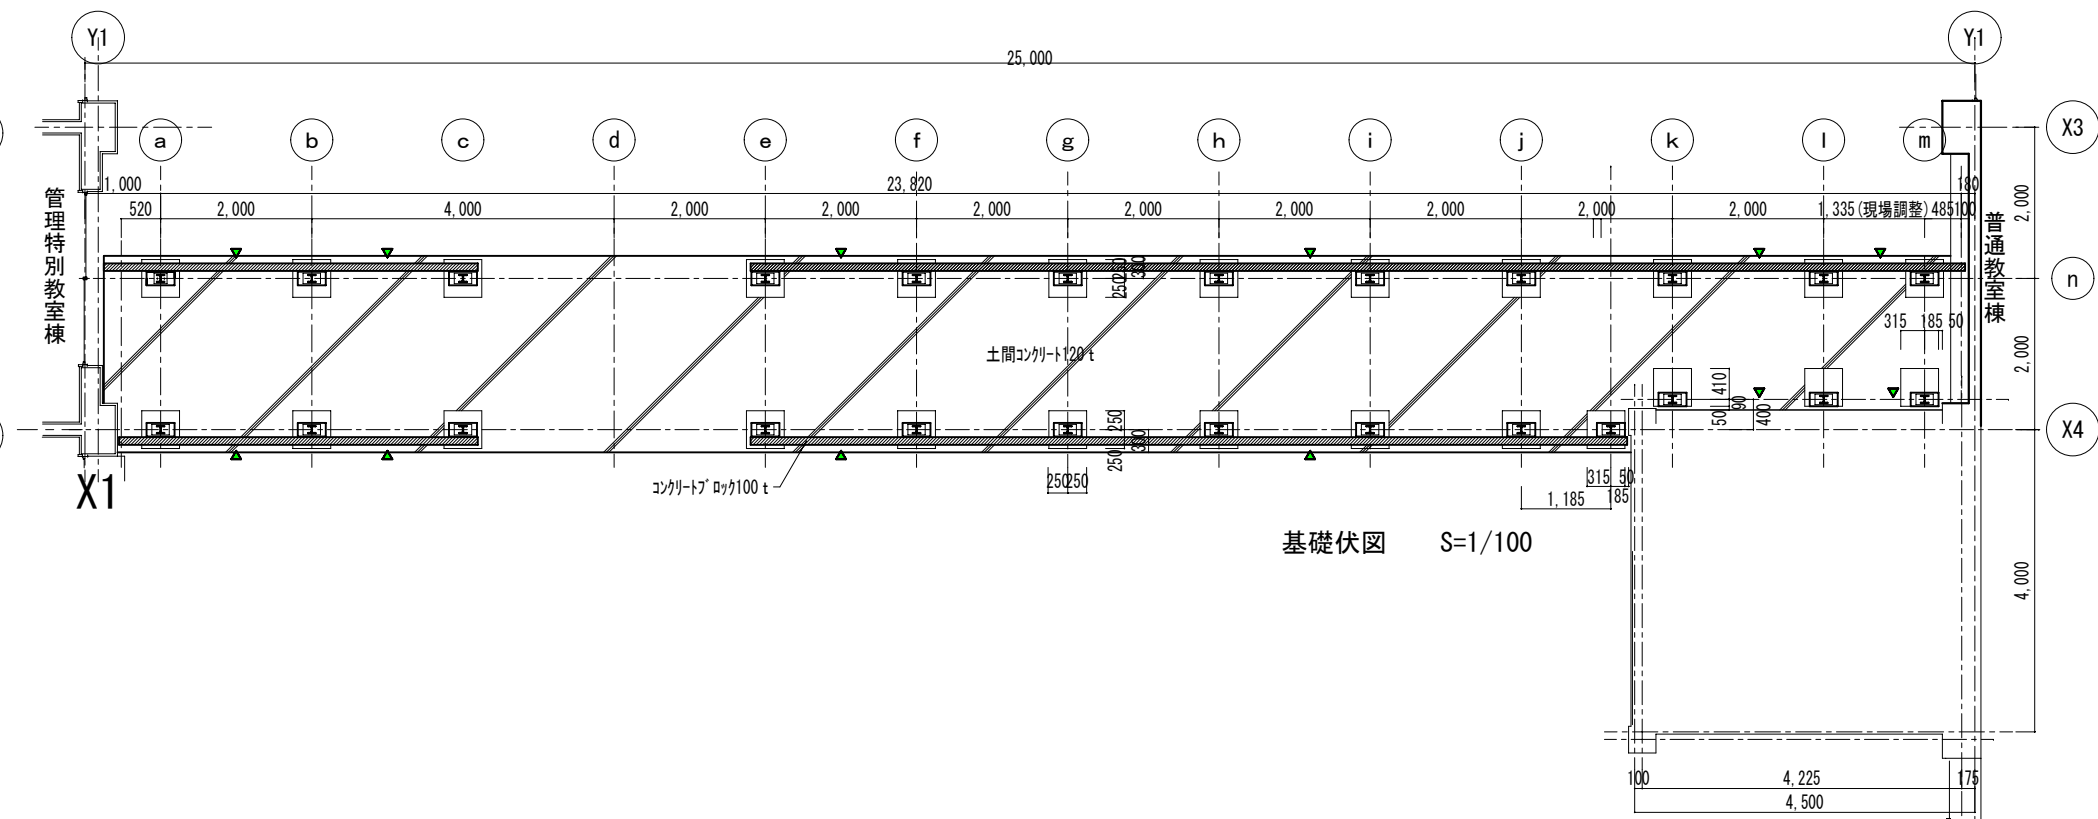 Y1
Y1
25,000
a
b
c
d
e
f
g
h
i
j
k
l
m
X3
1,000
23,820
180
520
2,000
4,000
2,000
2,000
2,000
2,000
2,000
2,000
2,000
2,000
1,335(現場調整)
485
100
2,000
管理特別教室棟
普通教室棟
250
300
250
n
315
185
50
土間コンクリート120ｔ
2,000
410
90
50
400
250
300
250
X4
X1
コンクリートブロック100ｔ
250
250
315
50
1,185
185
基礎伏図 S=1/100
4,000
100
4,225
175
4,500